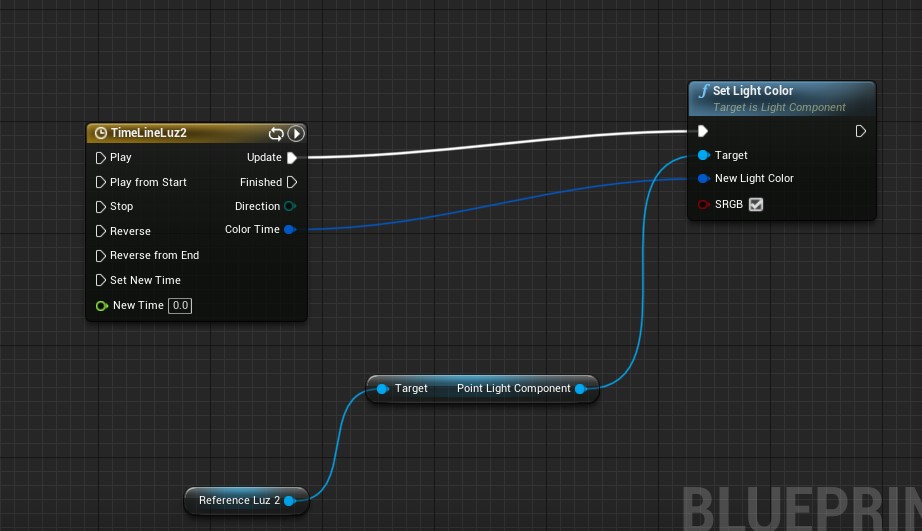 TimeLineLuz2
Play
Update
Play from Start
Finished
Stop
Direction
Reverse
Color Time
Reverse from End
Set New Time
New Time 0.0
f Set Light Color
Target is Light Component
Target
New Light Color
SRGB
Target
Point Light Component
Reference Luz 2
BLUEPRIN